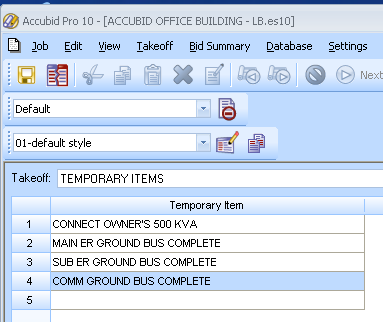 Accubid Pro 10 - [ACCUBID OFFICE BUILDING - LB.es10]
Job Edit View Takeoff Bid Summary Database Settings
Next
Default
01-default style
Takeoff: TEMPORARY ITEMS
Temporary Item
1 CONNECT OWNER'S 500 KVA
2 MAIN ER GROUND BUS COMPLETE
3 SUB ER GROUND BUS COMPLETE
4 COMM GROUND BUS COMPLETE
5